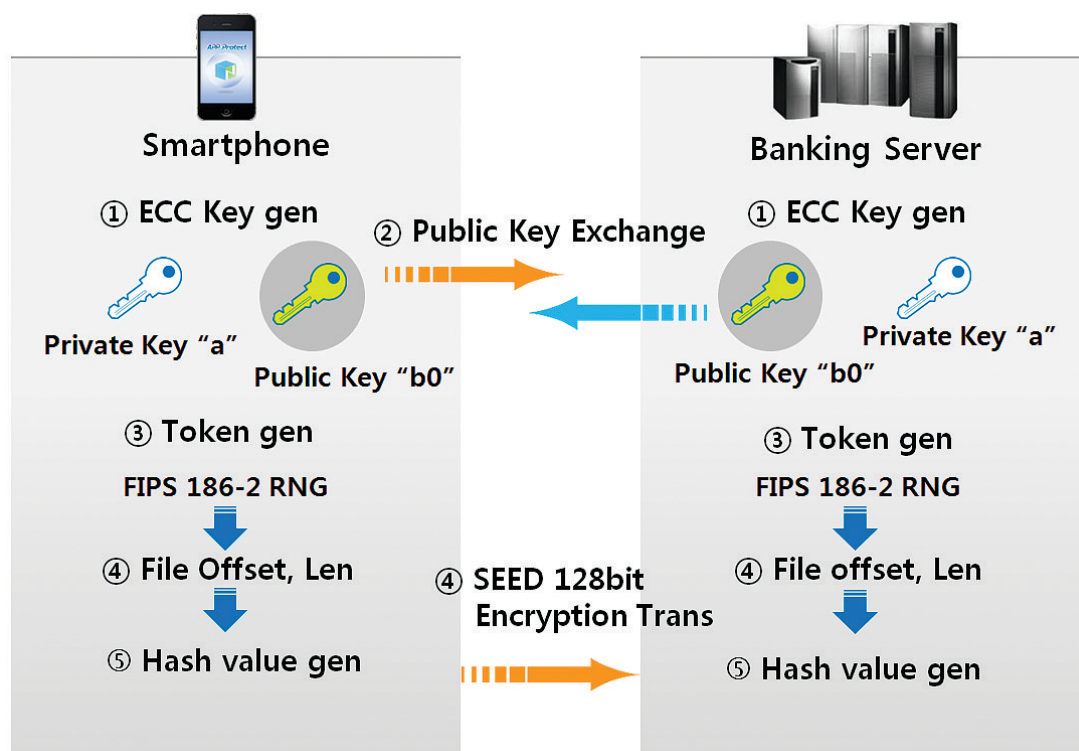 APP Protect
Smartphone
Banking Server
① ECC Key gen
① ECC Key gen
② Public Key Exchange
Private Key “a”
Public Key “b0”
Public Key “b0”
Private Key “a”
③ Token gen
③ Token gen
FIPS 186-2 RNG
FIPS 186-2 RNG
④ File Offset, Len
④ SEED 128bit
Encryption Trans
④ File offset, Len
⑤ Hash value gen
⑤ Hash value gen